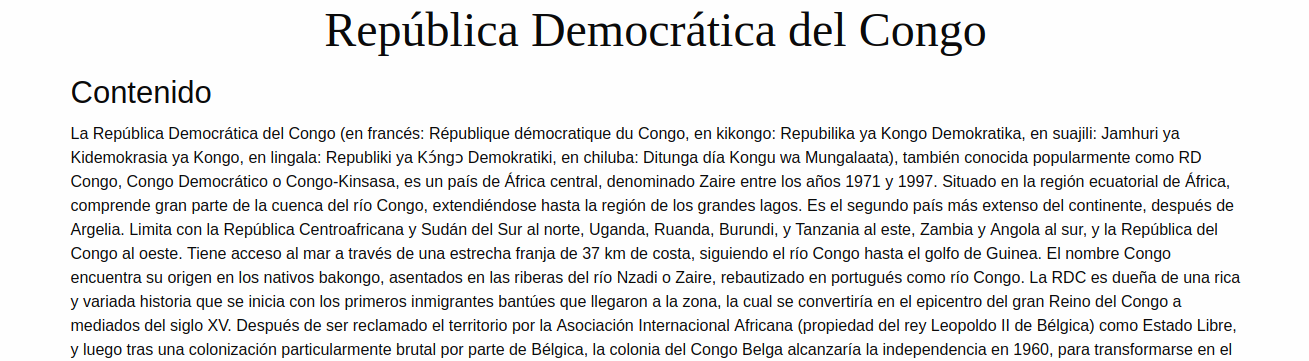 República Democrática del Congo
Contenido
La República Democrática del Congo (en francés: République démocratique du Congo, en kikongo: Repubilika ya Kongo Demokratika, en suajili: Jamhuri ya
Kidemokrasia ya Kongo, en lingala: Republiki ya Kɔ́ngɔ Demokratiki, en chiluba: Ditunga día Kongu wa Mungalaata), también conocida popularmente como RD
Congo, Congo Democrático o Congo-Kinsasa, es un país de África central, denominado Zaire entre los años 1971 y 1997. Situado en la región ecuatorial de África,
comprende gran parte de la cuenca del río Congo, extendiéndose hasta la región de los grandes lagos. Es el segundo país más extenso del continente, después de
Argelia. Limita con la República Centroafricana y Sudán del Sur al norte, Uganda, Ruanda, Burundi, y Tanzania al este, Zambia y Angola al sur, y la República del
Congo al oeste. Tiene acceso al mar a través de una estrecha franja de 37 km de costa, siguiendo el río Congo hasta el golfo de Guinea. El nombre Congo
encuentra su origen en los nativos bakongo, asentados en las riberas del río Nzadi o Zaire, rebautizado en portugués como río Congo. La RDC es dueña de una rica
y variada historia que se inicia con los primeros inmigrantes bantúes que llegaron a la zona, la cual se convertiría en el epicentro del gran Reino del Congo a
mediados del siglo XV. Después de ser reclamado el territorio por la Asociación Internacional Africana (propiedad del rey Leopoldo II de Bélgica) como Estado Libre,
y luego tras una colonización particularmente brutal por parte de Bélgica, la colonia del Congo Belga alcanzaría la independencia en 1960, para transformarse en el